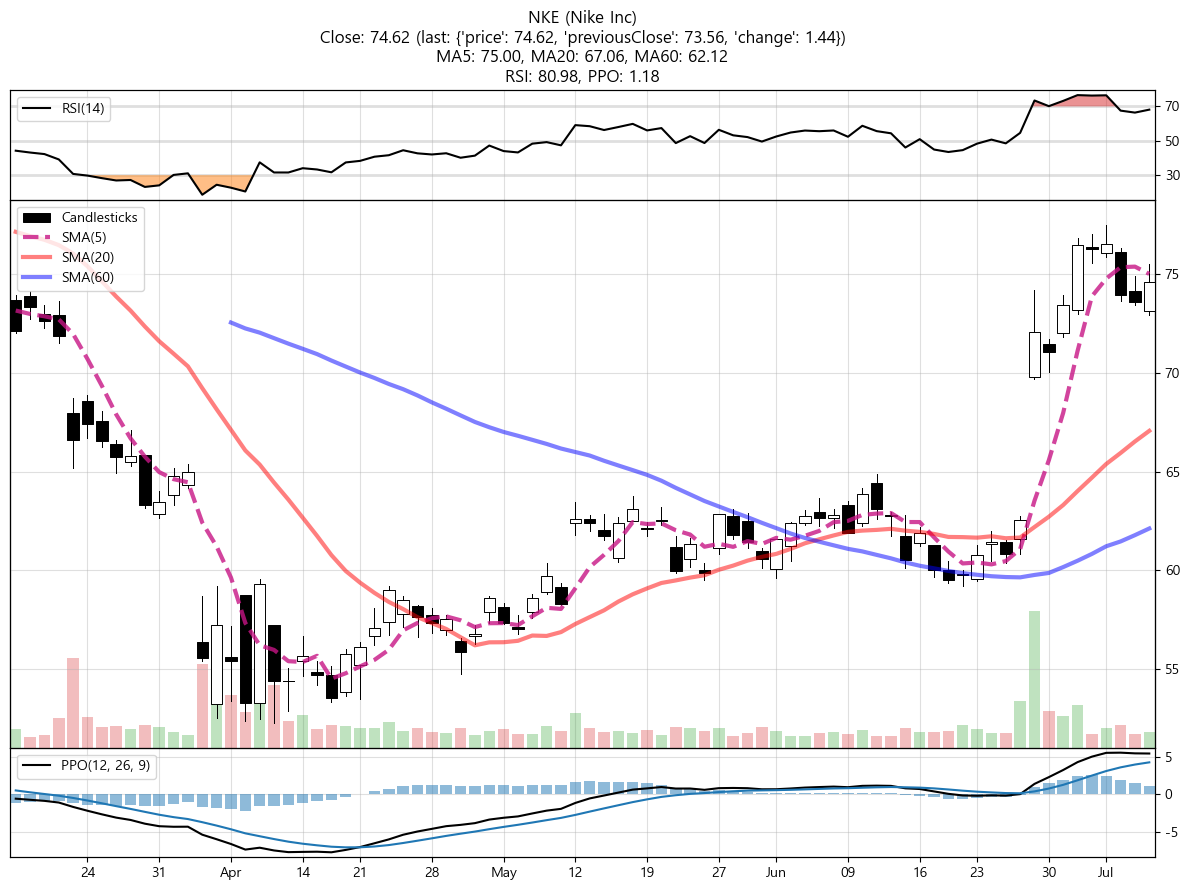 NKE (Nike Inc)
Close: 74.62 (last: {'price': 74.62, 'previousClose': 73.56, 'change': 1.44})
MA5: 75.00, MA20: 67.06, MA60: 62.12
RSI: 80.98, PPO: 1.18
RSI(14)
70
50
30
Candlesticks
SMA(5)
SMA(20)
SMA(60)
75
70
65
60
55
PPO(12, 26, 9)
5
0
-5
24 31 Apr 14 21 28 May 12 19 27 Jun 09 16 23 30 Jul